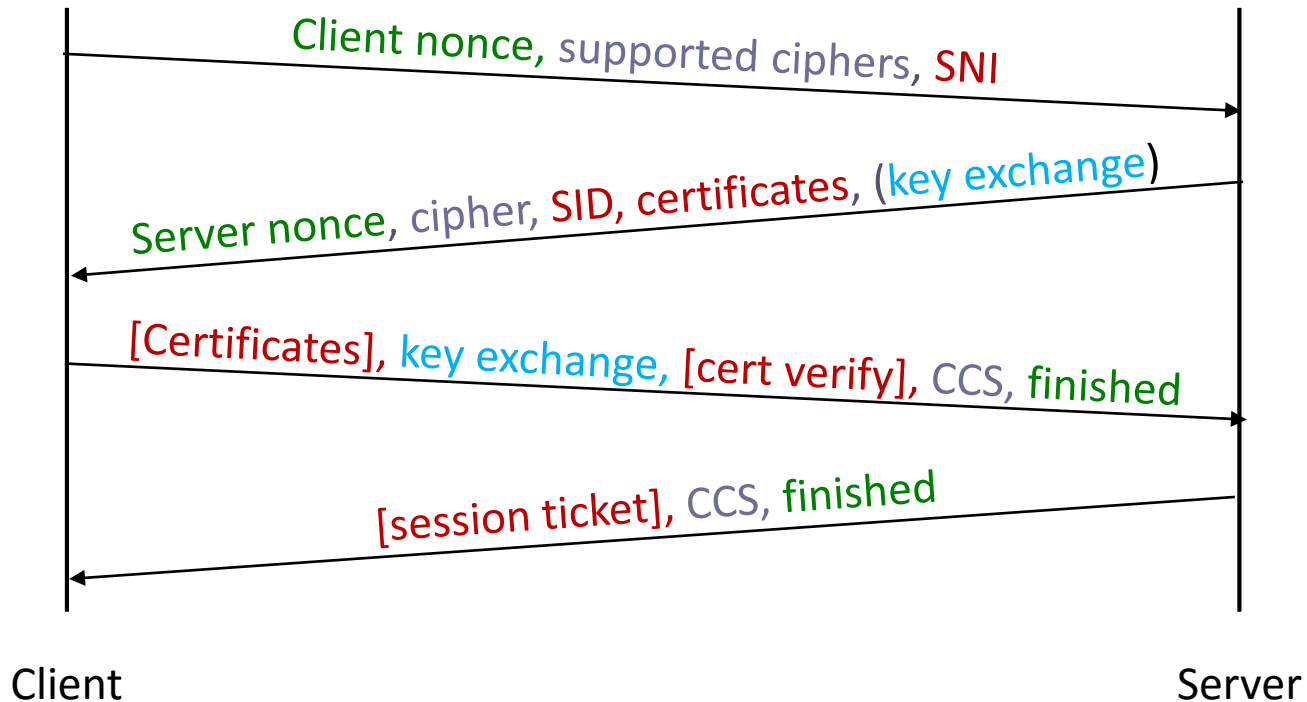 Client nonce, supported ciphers, SNI
Server nonce, cipher, SID, certificates, (key exchange)
[Certificates], key exchange, [cert verify], CCS, finished
[session ticket], CCS, finished
Client
Server